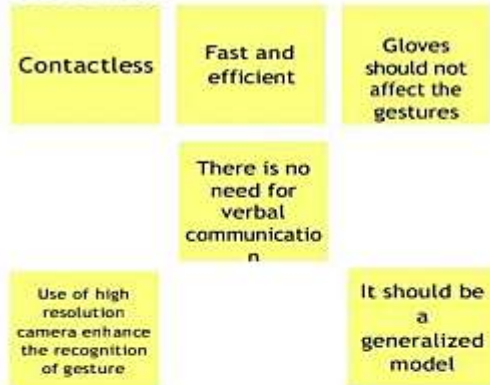 Contactless
Fast and
efficient
Gloves
should not
affect the
gestures
There is no
need for
verbal
communicatio
n
Use of high
resolution
camera enhance
the recognition
of gesture
It should be
a
generalized
model